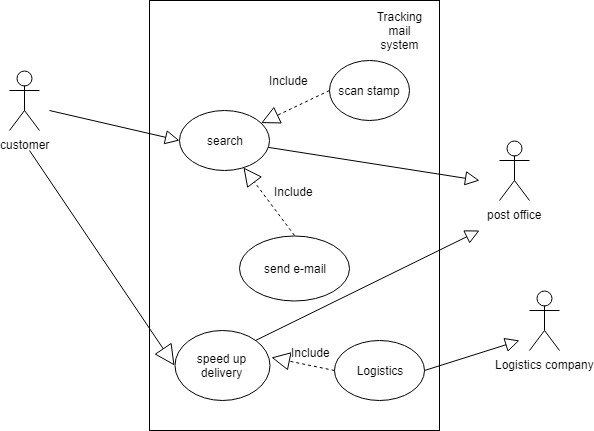 Tracking
mail
system
Include
scan stamp
customer
search
Include
post office
send e-mail
speed up
delivery
Include
Logistics
Logistics company